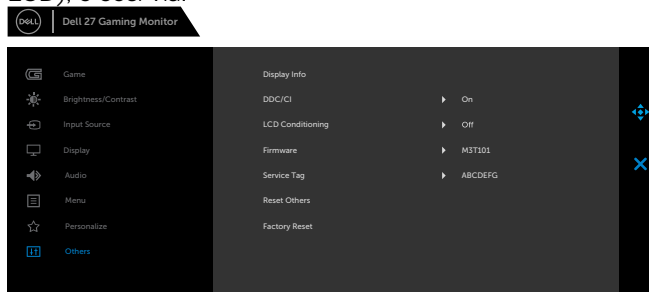 DELL
Dell 27 Gaming Monitor
Game
Display Info
Brightness/Contrast
DDC/CI
On
Input Source
LCD Conditioning
Off
Display
Firmware
M3T101
Audio
Service Tag
ABCDEFG
Menu
Reset Others
Personalize
Factory Reset
Others